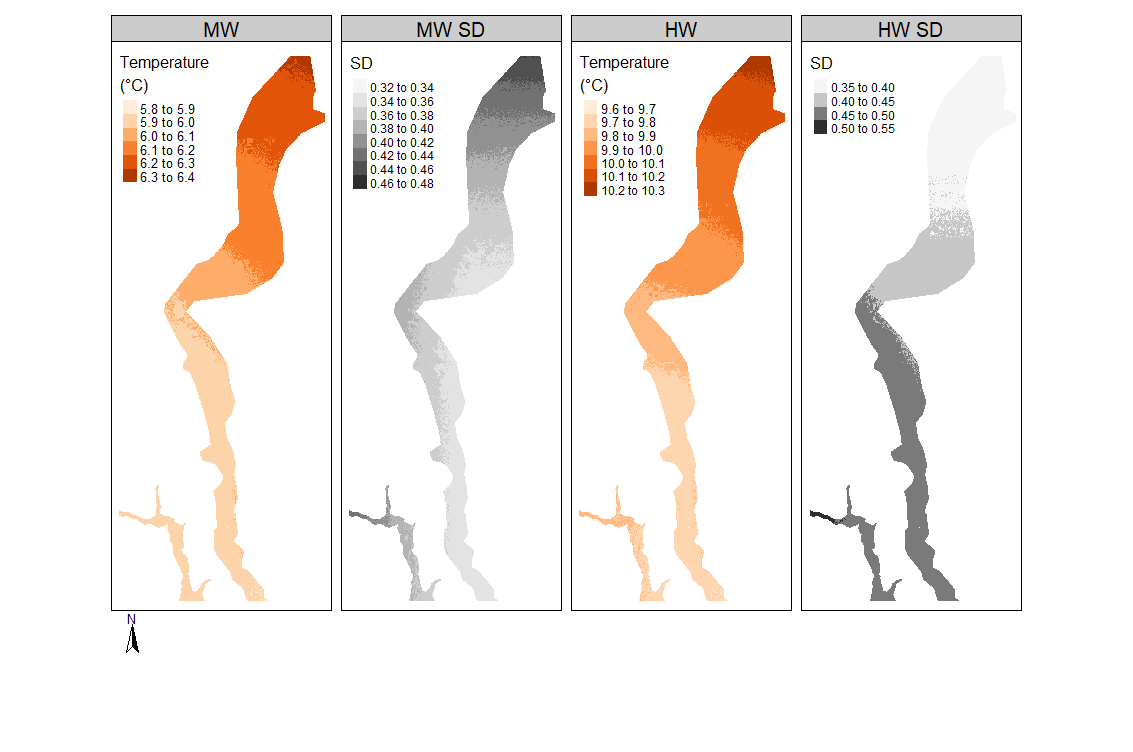 MW
MW SD
HW
HW SD
Temperature
(°C)
5.8 to 5.9
5.9 to 6.0
6.0 to 6.1
6.1 to 6.2
6.2 to 6.3
6.3 to 6.4
SD
0.32 to 0.34
0.34 to 0.36
0.36 to 0.38
0.38 to 0.40
0.40 to 0.42
0.42 to 0.44
0.44 to 0.46
0.46 to 0.48
Temperature
(°C)
9.6 to 9.7
9.7 to 9.8
9.8 to 9.9
9.9 to 10.0
10.0 to 10.1
10.1 to 10.2
10.2 to 10.3
SD
0.35 to 0.40
0.40 to 0.45
0.45 to 0.50
0.50 to 0.55
N